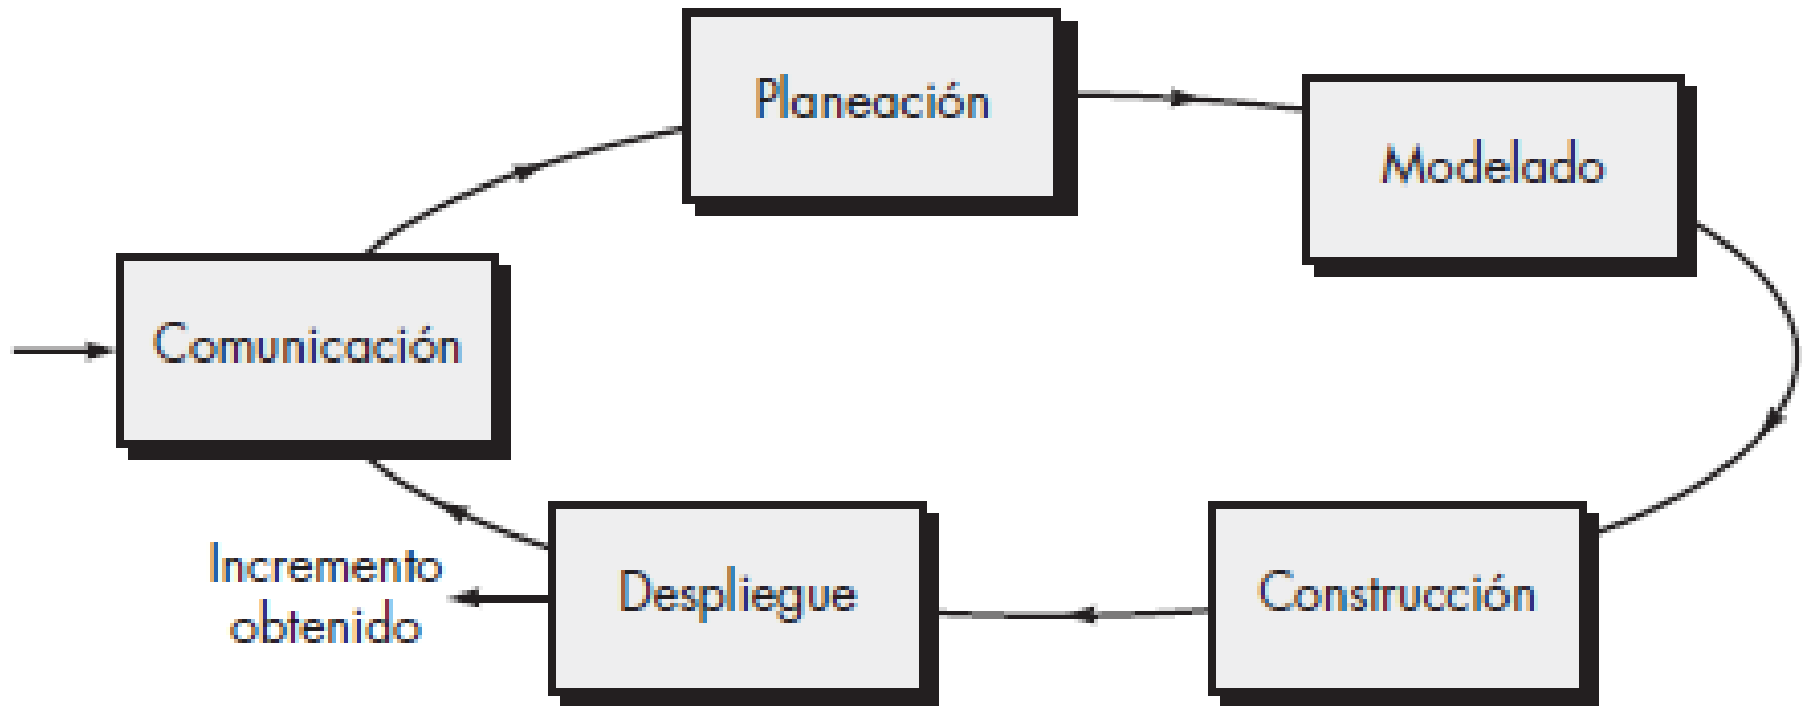 Planeación
Modelado
Comunicación
Incremento
obtenido
Despliegue
Construcción